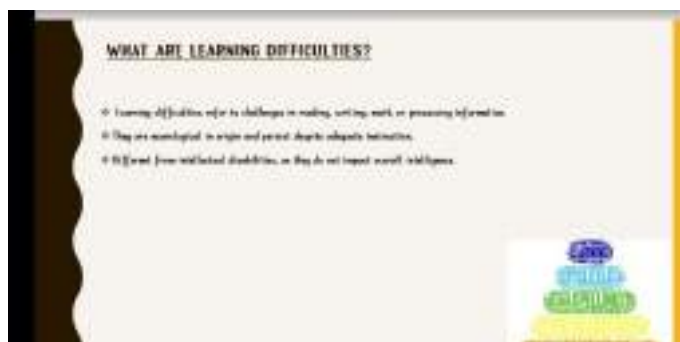 WHAT ARE LEARNING DIFFICULTIES?
Learning difficulties refer to challenges in reading, writing, math, or processing information.
They are neurological in origin and persist despite adequate instruction.
Different from intellectual disabilities, as they do not impact overall intelligence.